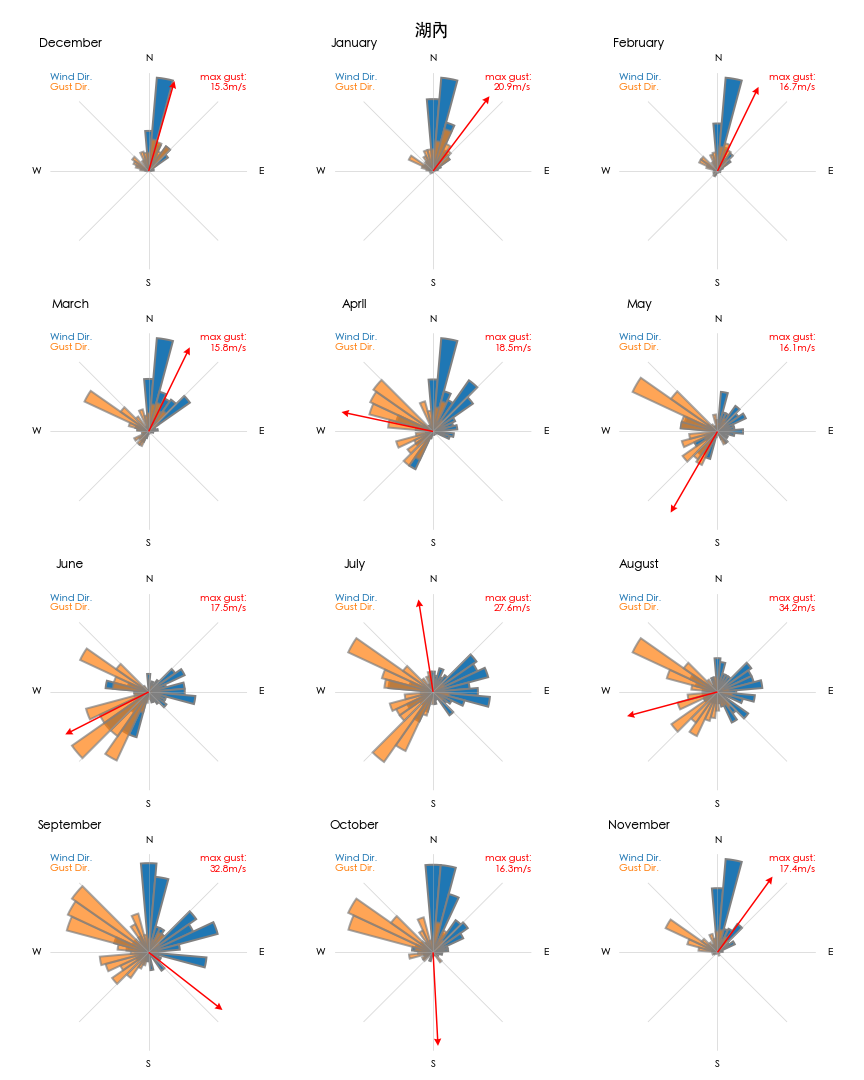 湖內
December
N
Wind Dir.
Gust Dir.
max gust:
15.3m/s
W
E
S
January
N
Wind Dir.
Gust Dir.
max gust:
20.9m/s
W
E
S
February
N
Wind Dir.
Gust Dir.
max gust:
16.7m/s
W
E
S
March
N
Wind Dir.
Gust Dir.
max gust:
15.8m/s
W
E
S
April
N
Wind Dir.
Gust Dir.
max gust:
18.5m/s
W
E
S
May
N
Wind Dir.
Gust Dir.
max gust:
16.1m/s
W
E
S
June
N
Wind Dir.
Gust Dir.
max gust:
17.5m/s
W
E
S
July
N
Wind Dir.
Gust Dir.
max gust:
27.6m/s
W
E
S
August
N
Wind Dir.
Gust Dir.
max gust:
34.2m/s
W
E
S
September
N
Wind Dir.
Gust Dir.
max gust:
32.8m/s
W
E
S
October
N
Wind Dir.
Gust Dir.
max gust:
16.3m/s
W
E
S
November
N
Wind Dir.
Gust Dir.
max gust:
17.4m/s
W
E
S